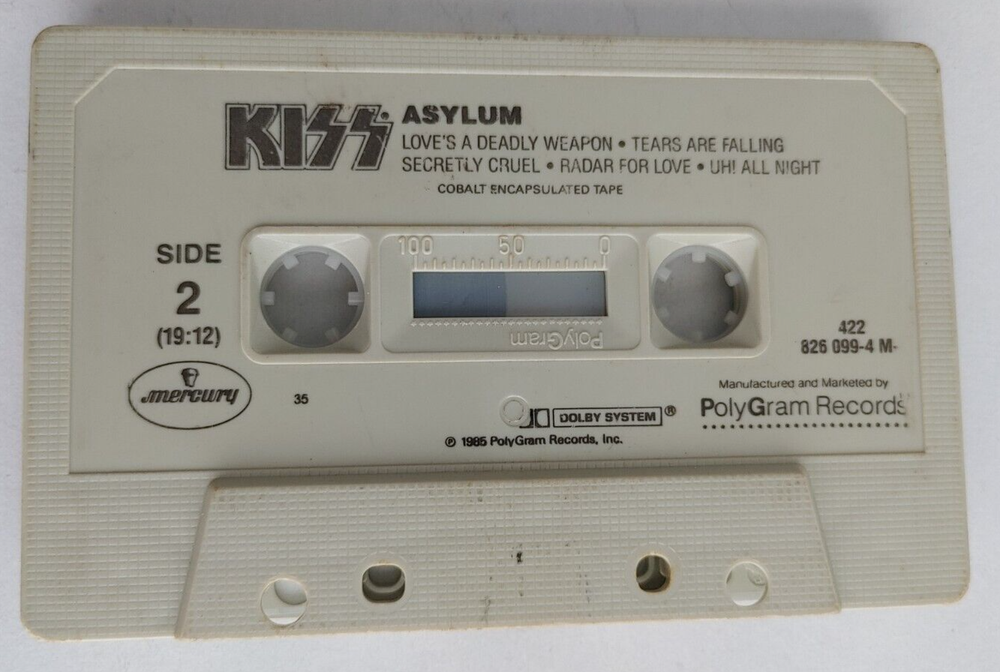 KISS ASYLUM
LOVE'S A DEADLY WEAPON • TEARS ARE FALLING
SECRETLY CRUEL • RADAR FOR LOVE • UH! ALL NIGHT
COBALT ENCAPSULATED TAPE
SIDE
2
(19:12)
100 50 0
PolyGram
422
826 099-4 M-
mercury
35
DOLBY SYSTEM®
Manufactured and Marketed by
PolyGram Records
℗ 1985 PolyGram Records, Inc.